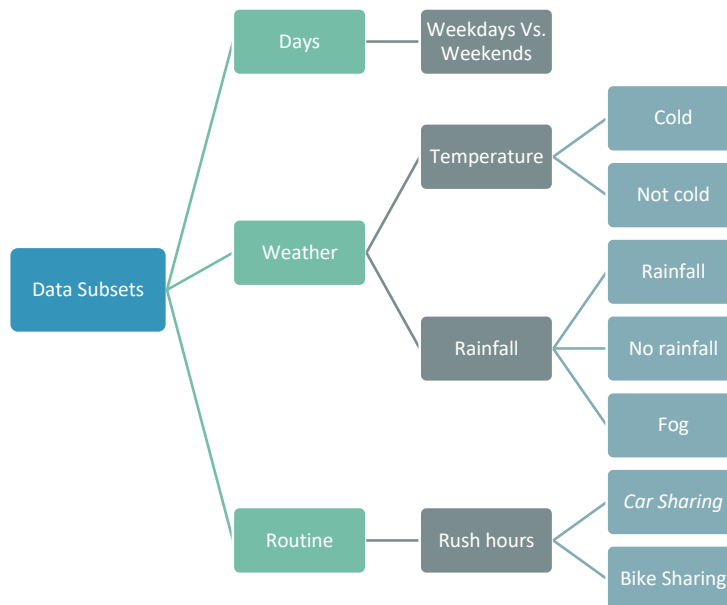 Data Subsets
Days
Weekdays Vs.
Weekends
Weather
Temperature
Cold
Not cold
Rainfall
Rainfall
No rainfall
Fog
Routine
Rush hours
Car Sharing
Bike Sharing